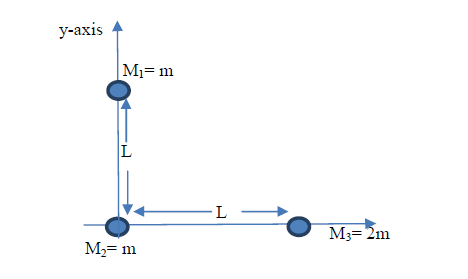 y-axis
M₁= m
L
L
M₃= 2m
M₂= m